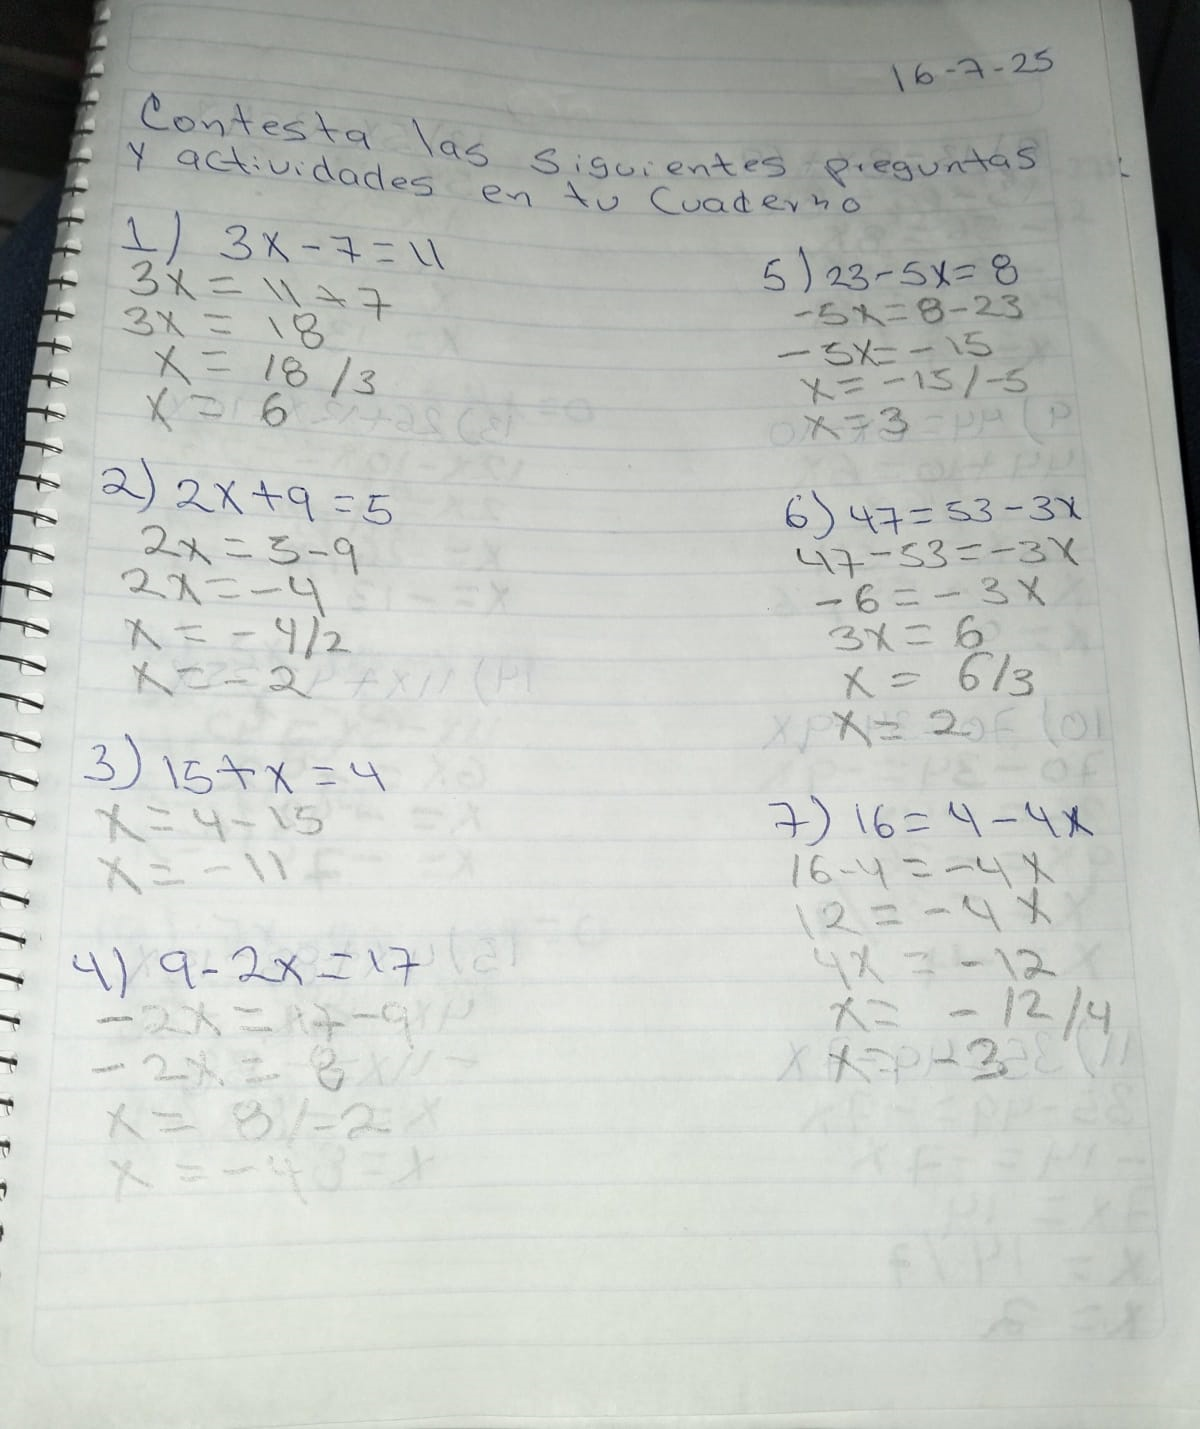 16-7-25
Contesta las siguientes preguntas
y actividades en tu Cuaderno
1) 3x-7=11
3x = 11+7
3x = 18
x = 18/3
x = 6
2) 2x+9=5
2x=5-9
2x=-4
x = -4/2
x = -2
3) 15+x=4
x=4-15
x=-11
4) 9-2x=17
-2x=17-9
-2x = 8
x = 8/-2
x = -4
5) 23-5x=8
-5x=8-23
-5x=-15
x=-15/-5
x=3
6) 47=53-3x
47-53=-3x
-6=-3x
3x=6
x= 6/3
x= 2
7) 16=4-4x
16-4=-4x
12=-4x
4x=-12
x= -12/4
x=-3